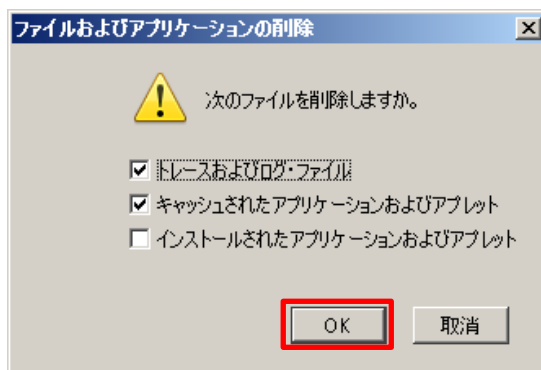 ファイルおよびアプリケーションの削除
次のファイルを削除しますか。
トレースおよびログ・ファイル
キャッシュされたアプリケーションおよびアプレット
インストールされたアプリケーションおよびアプレット
OK 取消